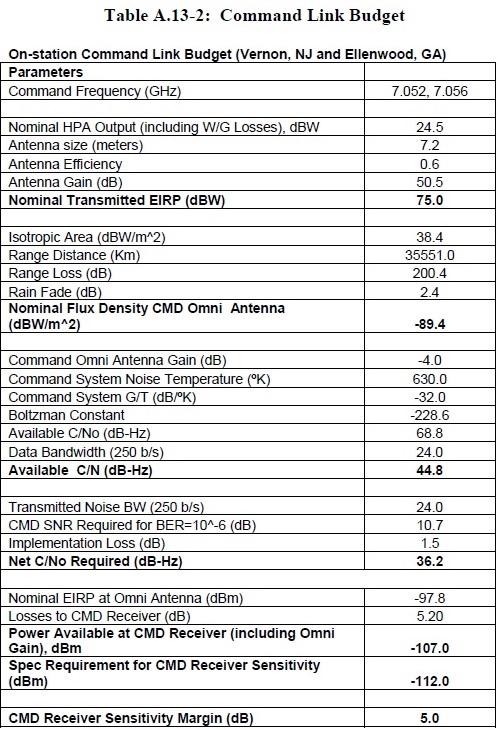 Table A.13-2:  Command Link Budget
On-station Command Link Budget (Vernon, NJ and Ellenwood, GA)
Parameters
Command Frequency (GHz) 7.052, 7.056
Nominal HPA Output (including W/G Losses), dBW 24.5
Antenna size (meters) 7.2
Antenna Efficiency 0.6
Antenna Gain (dB) 50.5
Nominal Transmitted EIRP (dBW) 75.0
Isotropic Area (dBW/m^2) 38.4
Range Distance (Km) 35551.0
Range Loss (dB) 200.4
Rain Fade (dB) 2.4
Nominal Flux Density CMD Omni  Antenna
(dBW/m^2) -89.4
Command Omni Antenna Gain (dB) -4.0
Command System Noise Temperature (ºK) 630.0
Command System G/T (dB/ºK) -32.0
Boltzman Constant -228.6
Available C/No (dB-Hz) 68.8
Data Bandwidth (250 b/s) 24.0
Available  C/N (dB-Hz) 44.8
Transmitted Noise BW (250 b/s) 24.0
CMD SNR Required for BER=10^-6 (dB) 10.7
Implementation Loss (dB) 1.5
Net C/No Required (dB-Hz) 36.2
Nominal EIRP at Omni Antenna (dBm) -97.8
Losses to CMD Receiver (dB) 5.20
Power Available at CMD Receiver (including Omni
Gain), dBm -107.0
Spec Requirement for CMD Receiver Sensitivity
(dBm) -112.0
CMD Receiver Sensitivity Margin (dB) 5.0